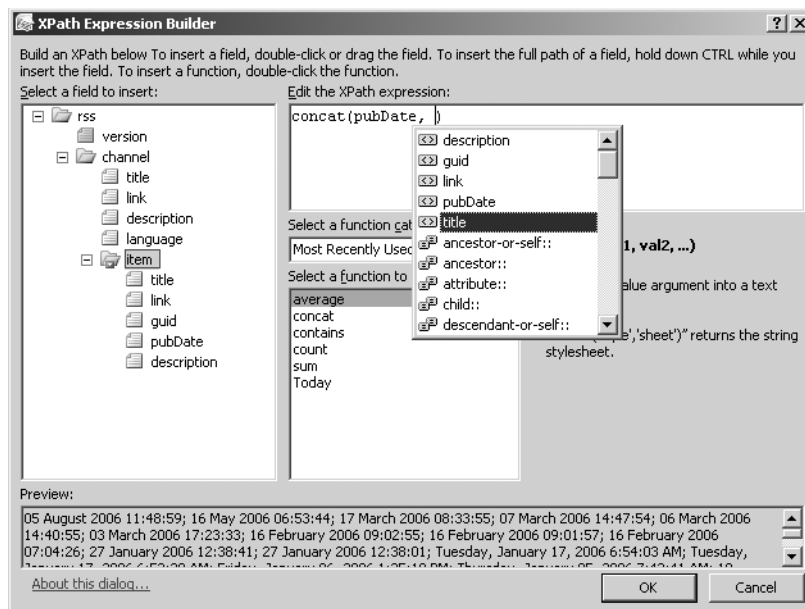 XPath Expression Builder
Build an XPath below To insert a field, double-click or drag the field. To insert the full path of a field, hold down CTRL while you
insert the field. To insert a function, double-click the function.
Select a field to insert:
rss
version
channel
title
link
description
language
item
title
link
guid
pubDate
description
Edit the XPath expression:
concat(pubDate, )
description
guid
link
pubDate
title
ancestor-or-self::
ancestor::
attribute::
child::
descendant-or-self::
Select a function cat
Most Recently Used
Select a function to
average
concat
contains
count
sum
Today
1, val2, ...)
alue argument into a text
e','sheet')" returns the string
stylesheet.
Preview:
05 August 2006 11:48:59; 16 May 2006 06:53:44; 17 March 2006 08:33:55; 07 March 2006 14:47:54; 06 March 2006
14:40:55; 03 March 2006 17:23:33; 16 February 2006 09:02:55; 16 February 2006 09:01:57; 16 February 2006
07:04:26; 27 January 2006 12:38:41; 27 January 2006 12:38:01; Tuesday, January 17, 2006 6:54:03 AM; Tuesday,
About this dialog...
OK
Cancel